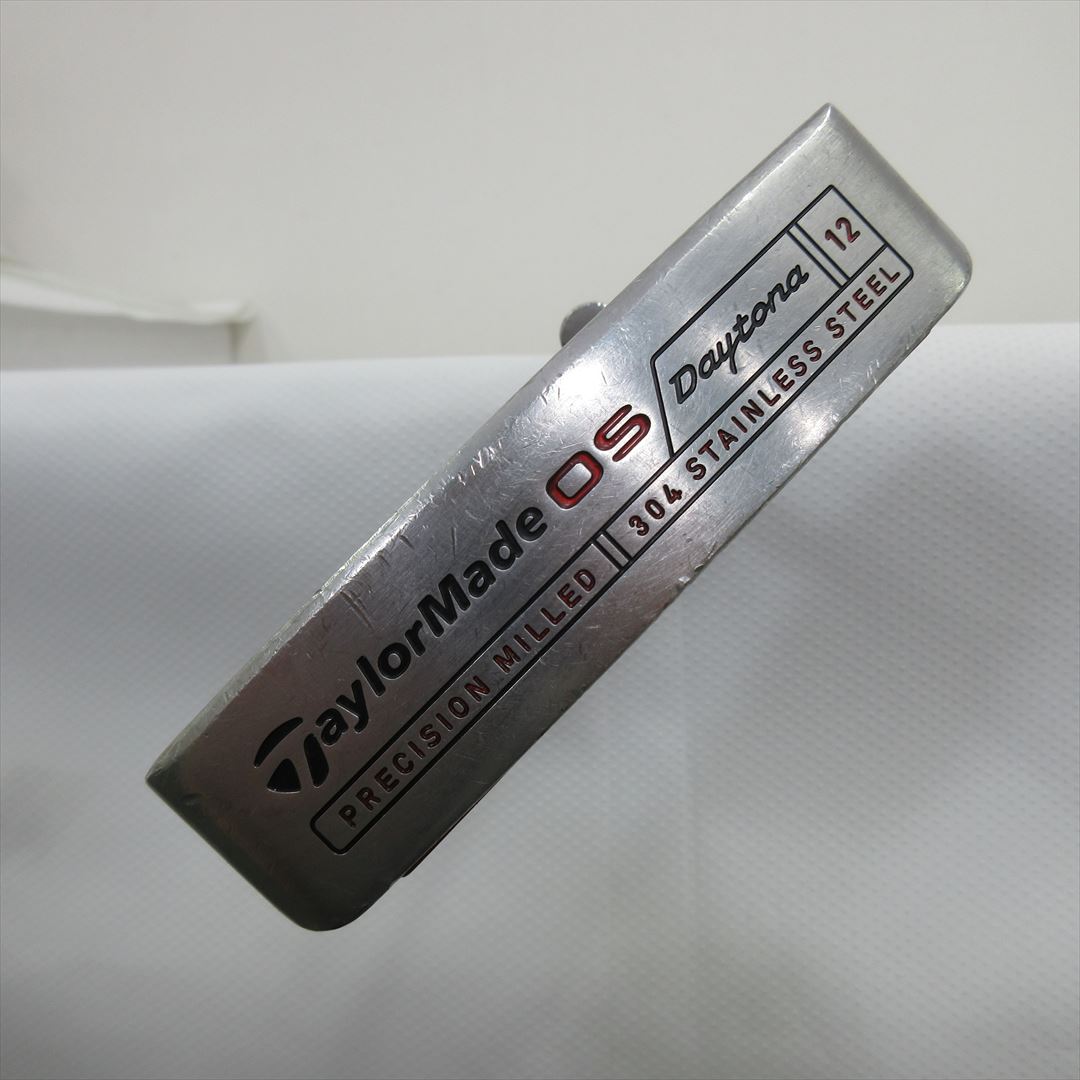 TaylorMade OS
Daytona 12
PRECISION MILLED 304 STAINLESS STEEL